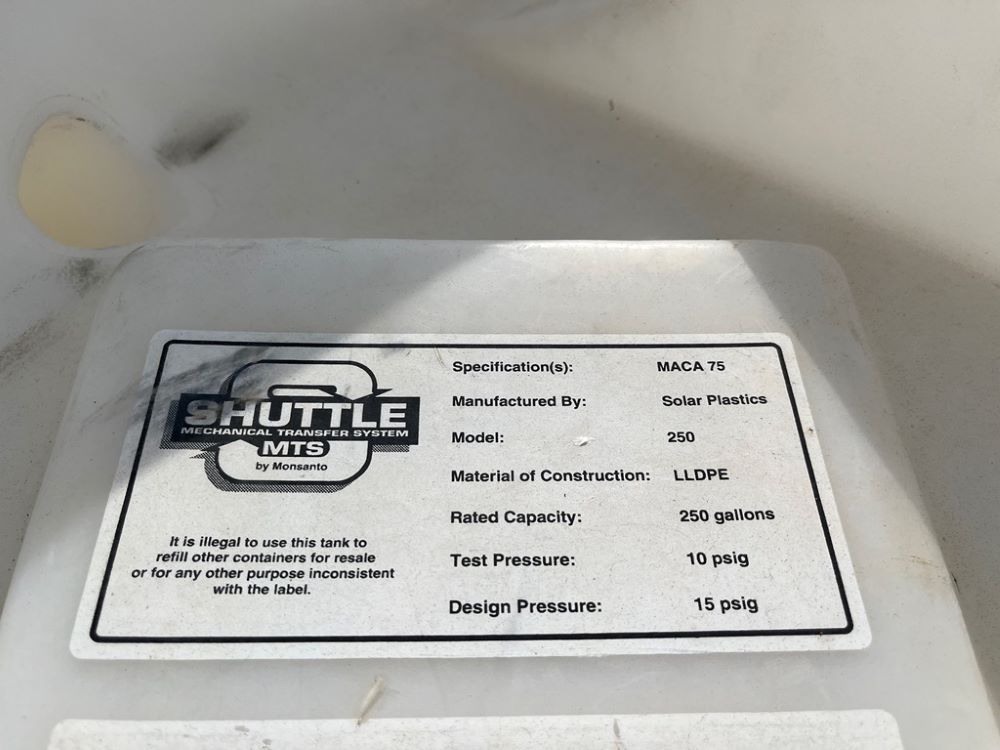 SHUTTLE
MECHANICAL TRANSFER SYSTEM
MTS
by Monsanto
It is illegal to use this tank to
refill other containers for resale
or for any other purpose inconsistent
with the label.
Specification(s): MACA 75
Manufactured By: Solar Plastics
Model: 250
Material of Construction: LLDPE
Rated Capacity: 250 gallons
Test Pressure: 10 psig
Design Pressure: 15 psig